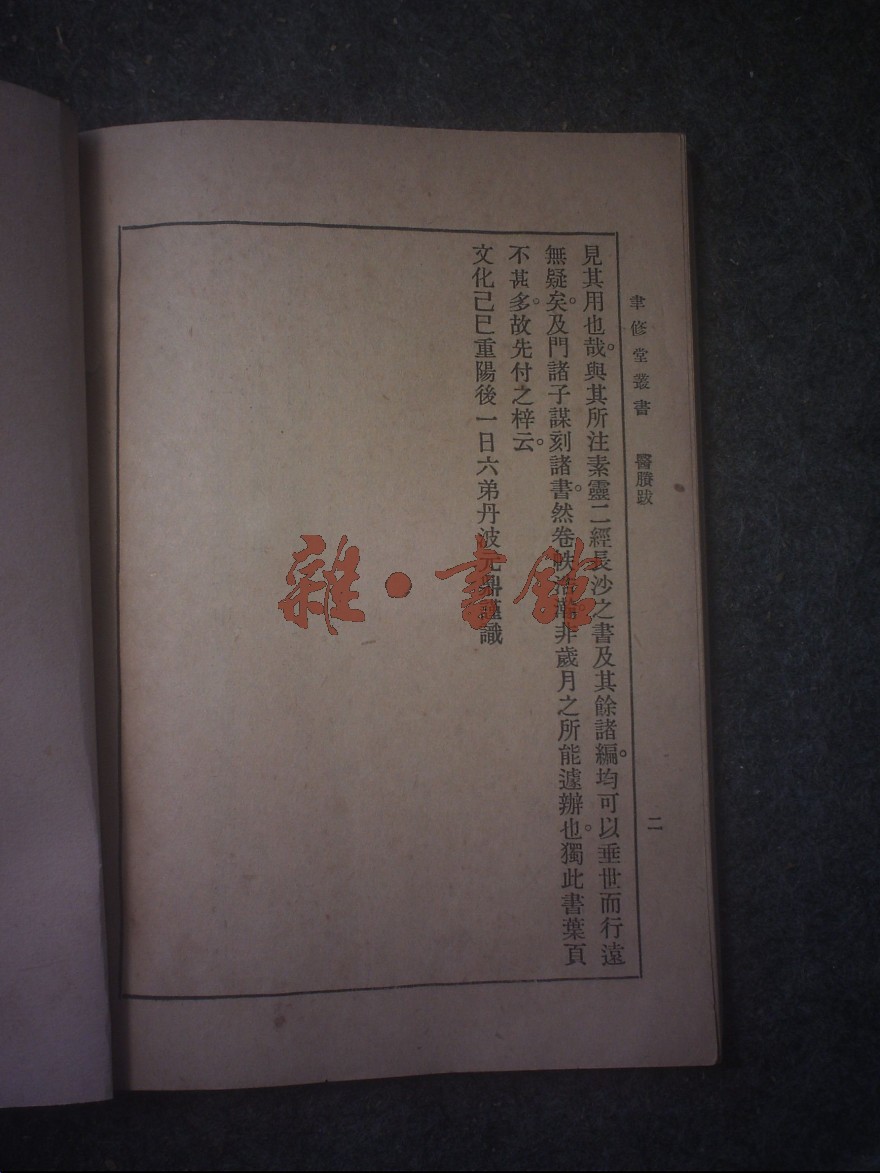 聿修堂叢書 醫賸跋 二
見其用也哉。與其所注素靈二經長沙之書及其餘諸編。均可以垂世而行遠
無疑矣。及門諸子謀刻諸書。然卷帙浩瀚非歲月之所能遽辦也。獨此書葉頁
不甚多。故先付之梓云。
文化己巳重陽後一日六弟丹波元鼎謹識
雜·書館